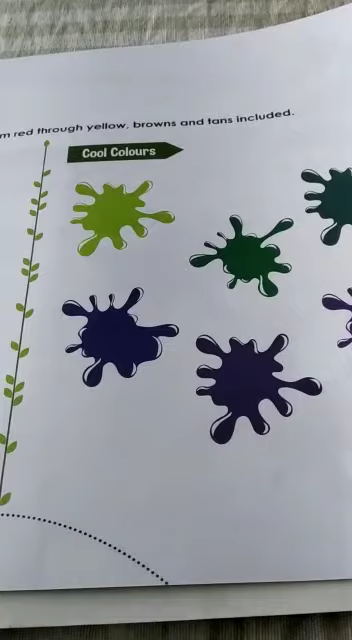 red through yellow, browns and tans included.
Cool Colours